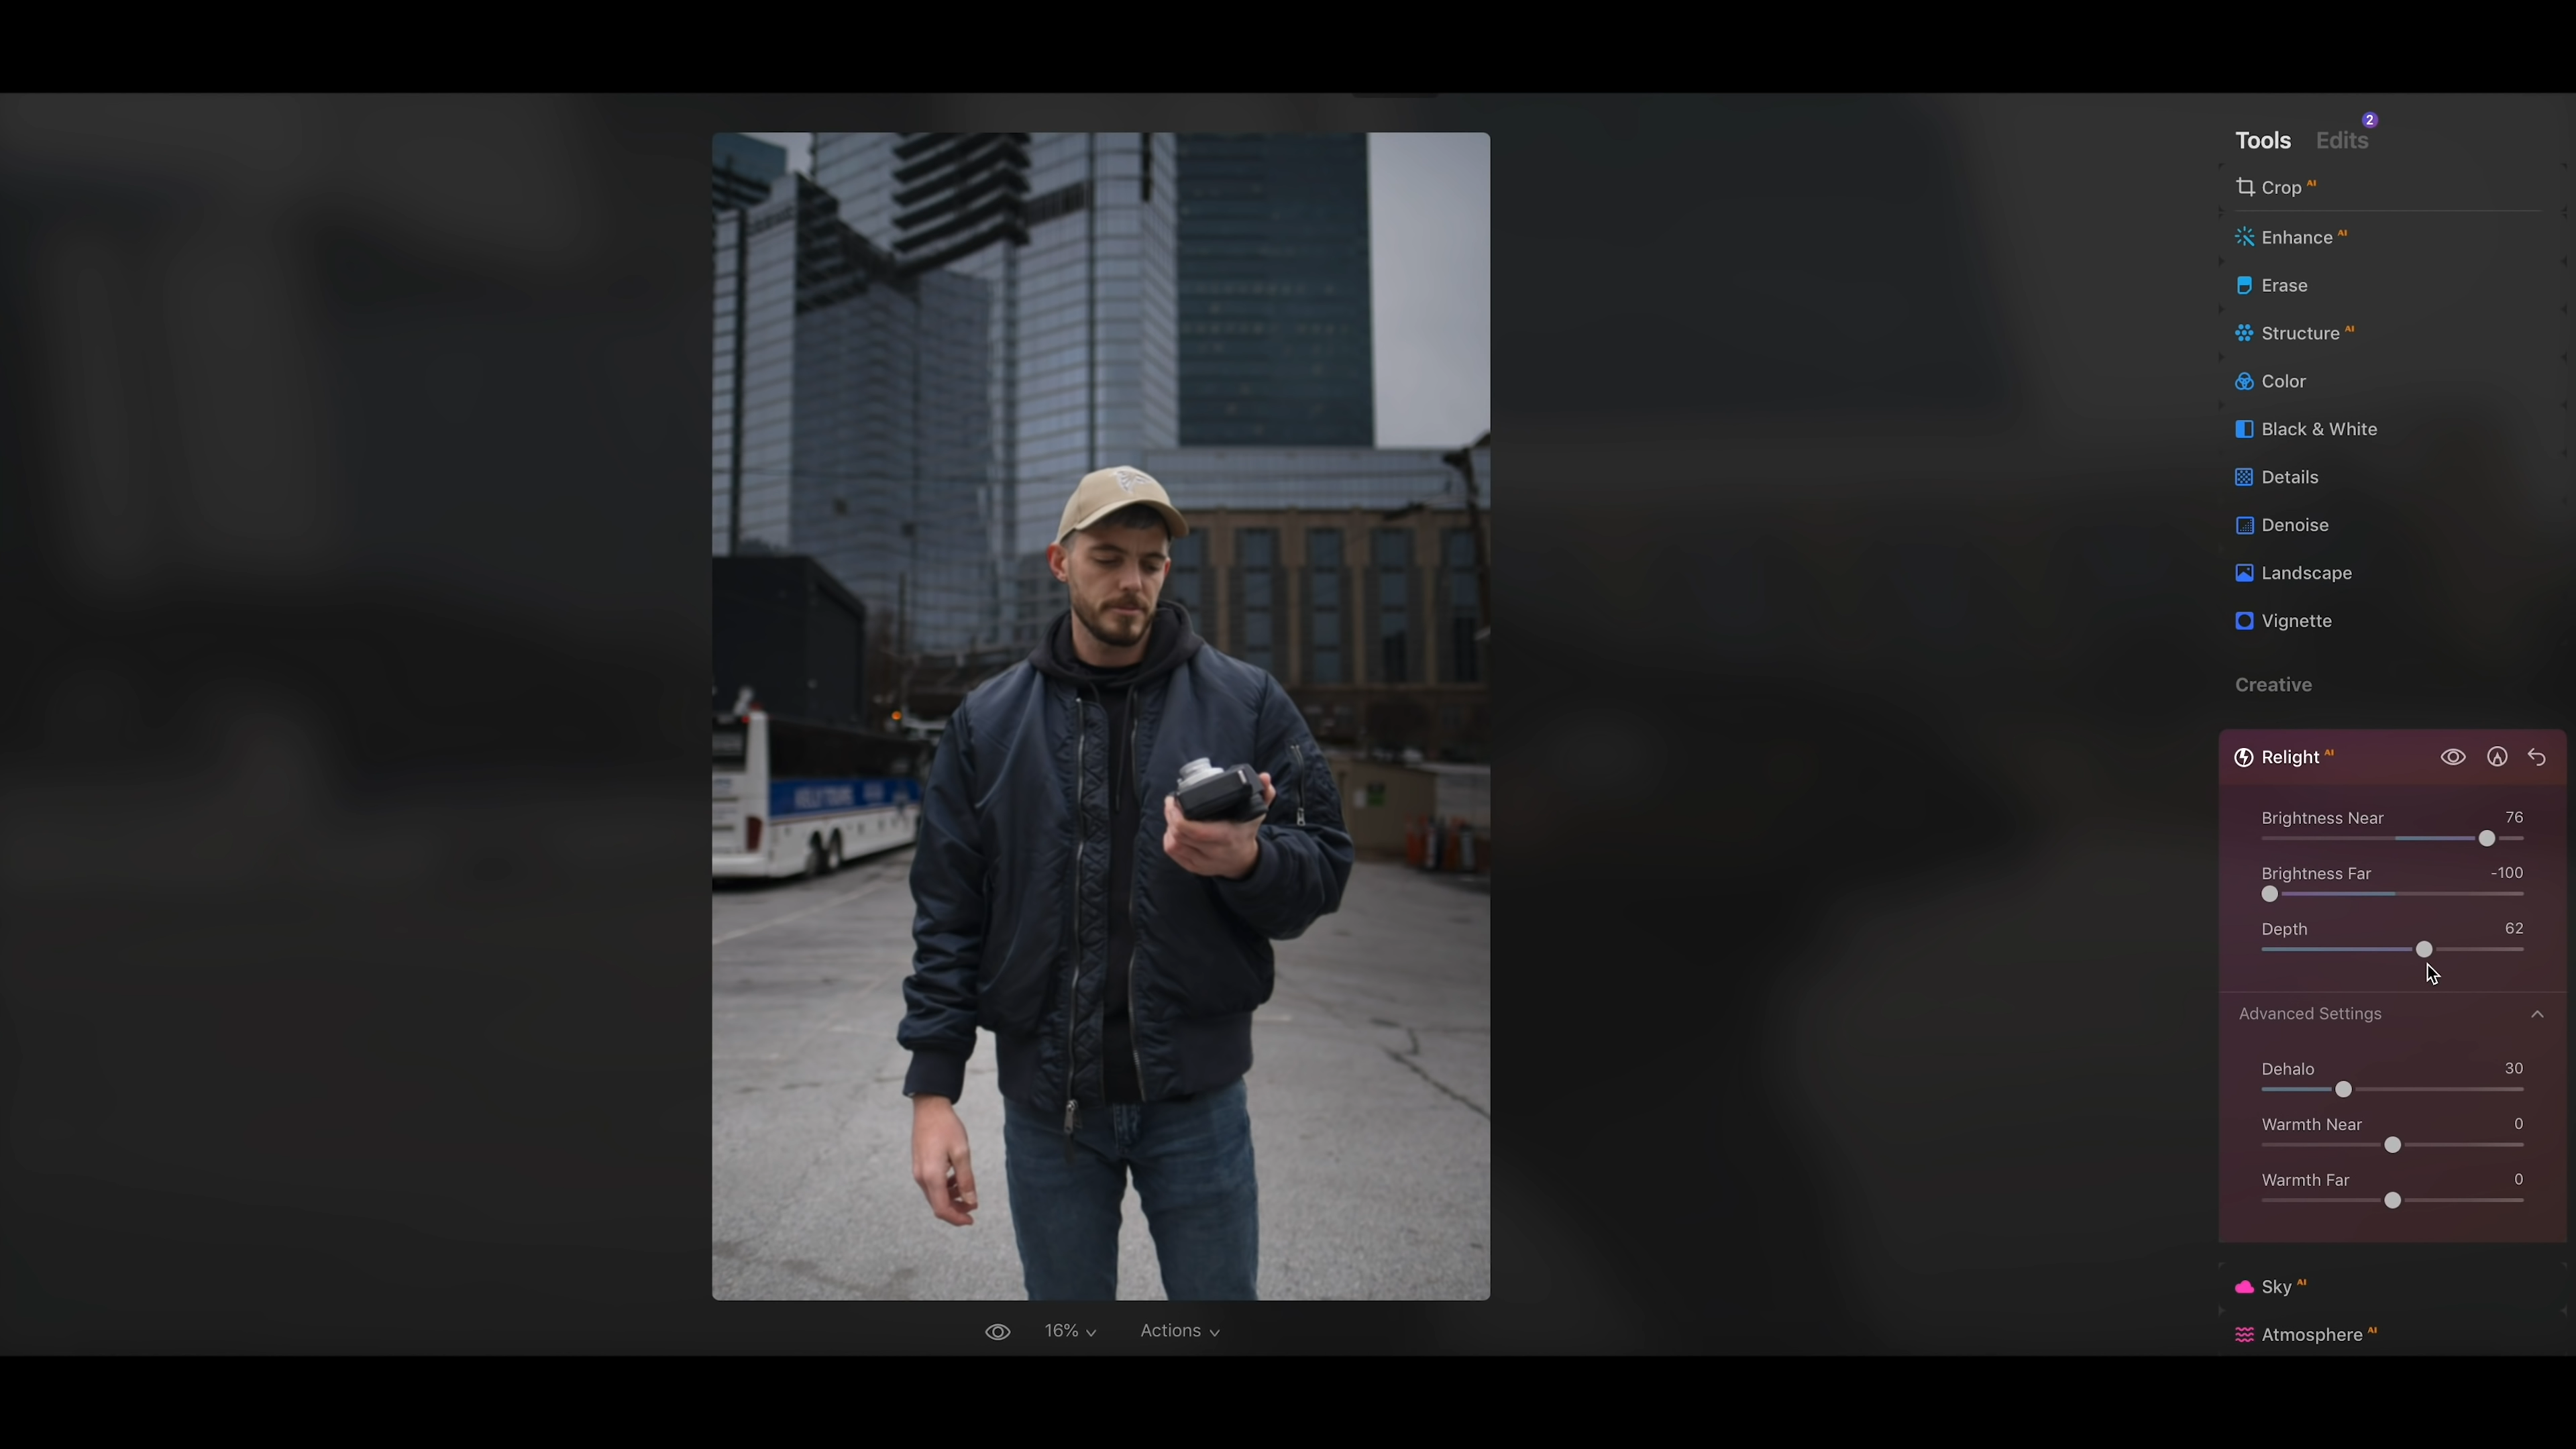 Tools Edits 2
Crop AI
Enhance AI
Erase
Structure AI
Color
Black & White
Details
Denoise
Landscape
Vignette
Creative
Relight AI
Brightness Near 76
Brightness Far -100
Depth 62
Advanced Settings
Dehalo 30
Warmth Near 0
Warmth Far 0
Sky AI
Atmosphere AI
16% Actions